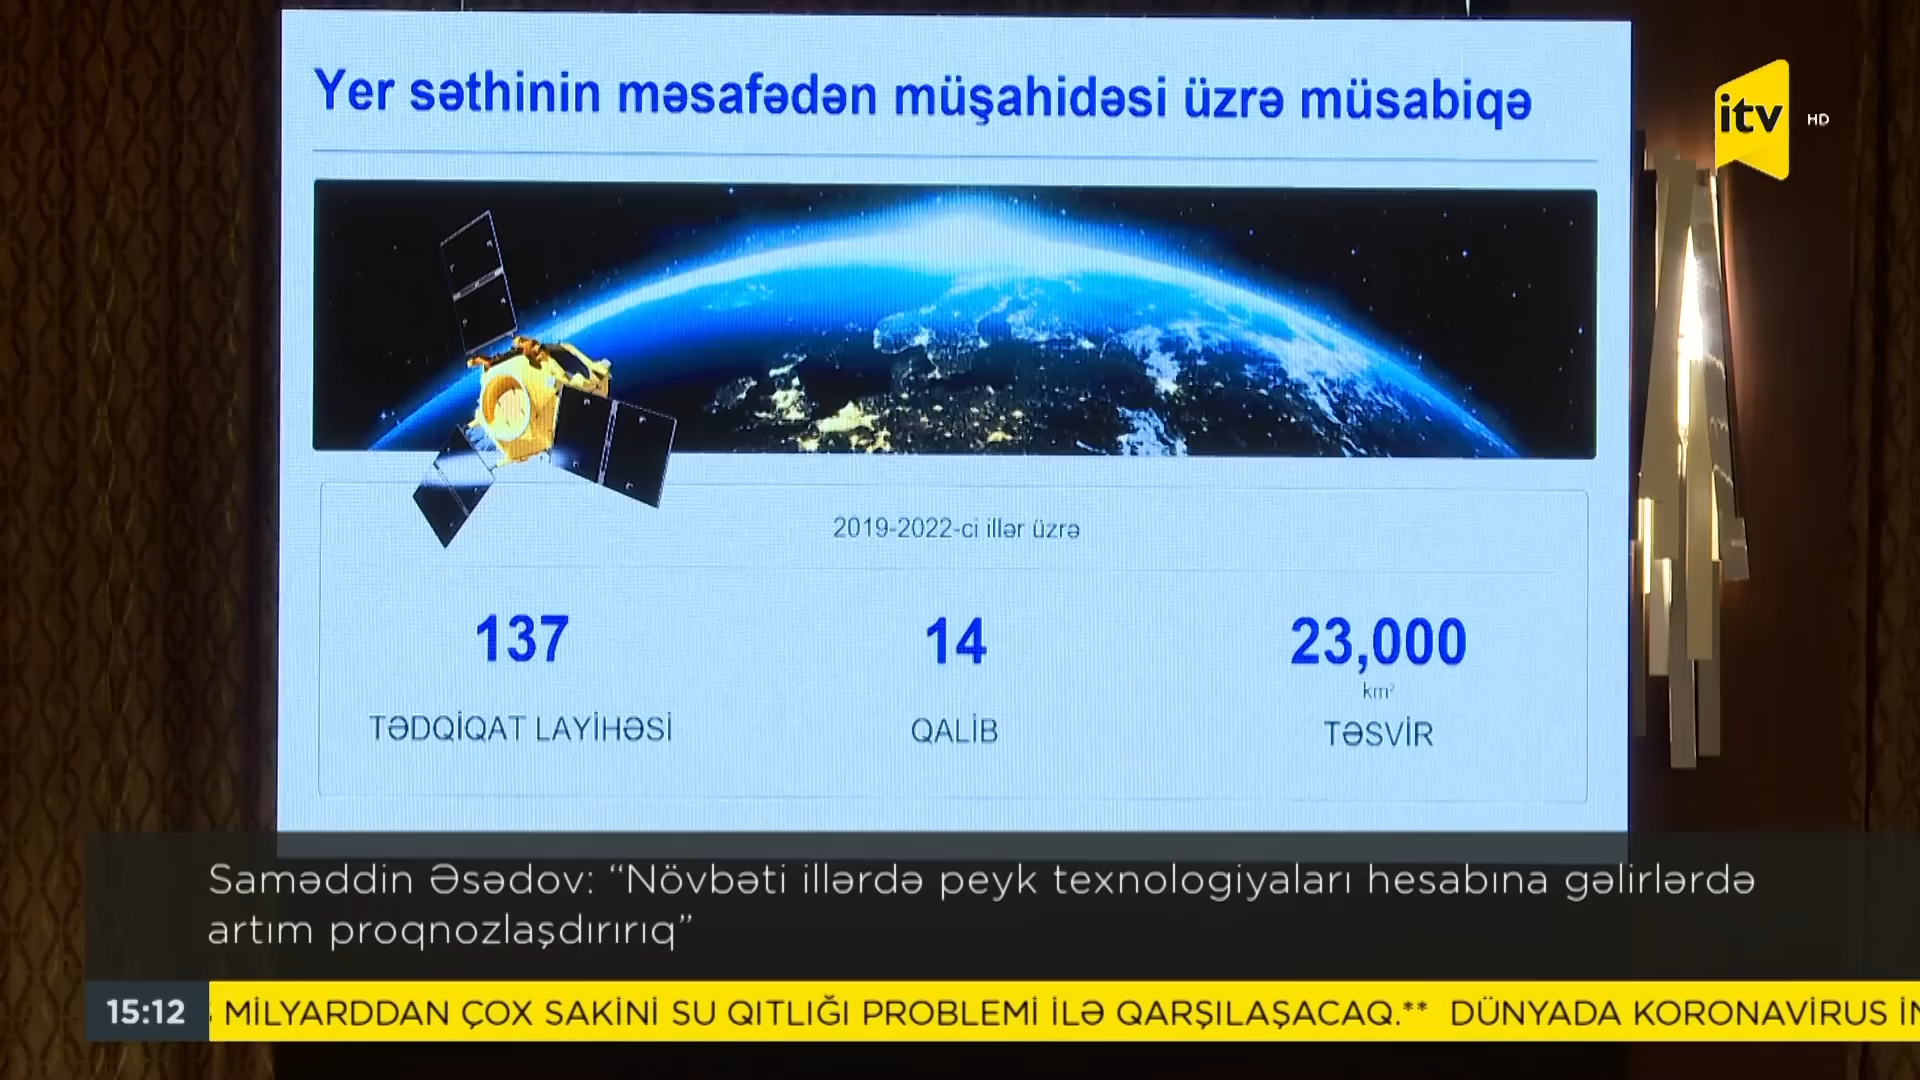 Yer səthinin məsafədən müşahidəsi üzrə müsabiqə
itv HD
2019-2022-ci illər üzrə
137
14
23,000
km²
TƏDQİQAT LAYİHƏSİ
QALİB
TƏSVİR
Saməddin Əsədov: “Növbəti illərdə peyk texnologiyaları hesabına gəlirlərdə
artım proqnozlaşdırırıq”
15:12
MİLYARDDAN ÇOX SAKİNİ SU QITLIĞI PROBLEMİ İLƏ QARŞILAŞACAQ.** DÜNYADA KORONAVİRUS